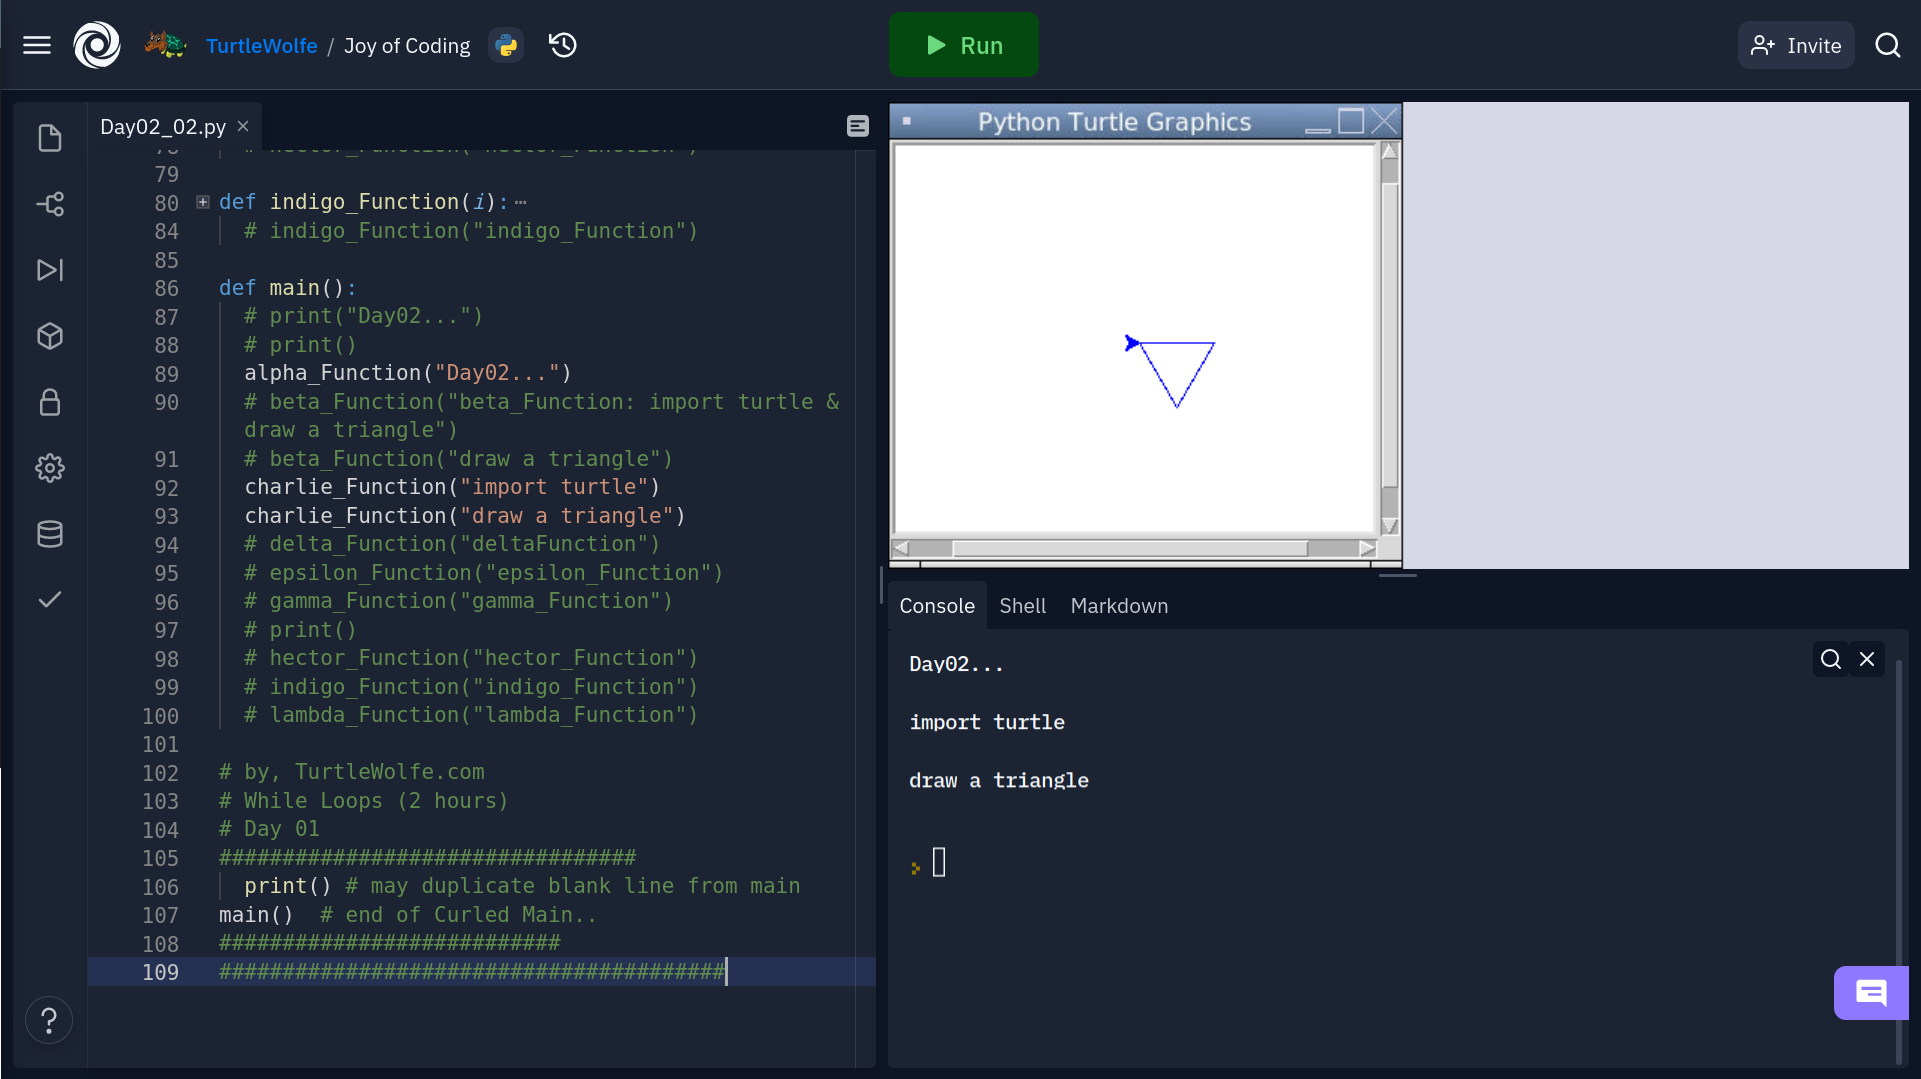 TurtleWolfe / Joy of Coding
Run
Invite
Day02_02.py
78 # hector_Function("hector_Function")
79
80 def indigo_Function(i):⋯
84 # indigo_Function("indigo_Function")
85
86 def main():
87 # print("Day02...")
88 # print()
89 alpha_Function("Day02...")
90 # beta_Function("beta_Function: import turtle &
draw a triangle")
91 # beta_Function("draw a triangle")
92 charlie_Function("import turtle")
93 charlie_Function("draw a triangle")
94 # delta_Function("deltaFunction")
95 # epsilon_Function("epsilon_Function")
96 # gamma_Function("gamma_Function")
97 # print()
98 # hector_Function("hector_Function")
99 # indigo_Function("indigo_Function")
100 # lambda_Function("lambda_Function")
101
102 # by, TurtleWolfe.com
103 # While Loops (2 hours)
104 # Day 01
105 #################################
106 print() # may duplicate blank line from main
107 main()  # end of Curled Main..
108 ###########################
109 ########################################
Python Turtle Graphics
Console
Shell
Markdown
Day02...
import turtle
draw a triangle